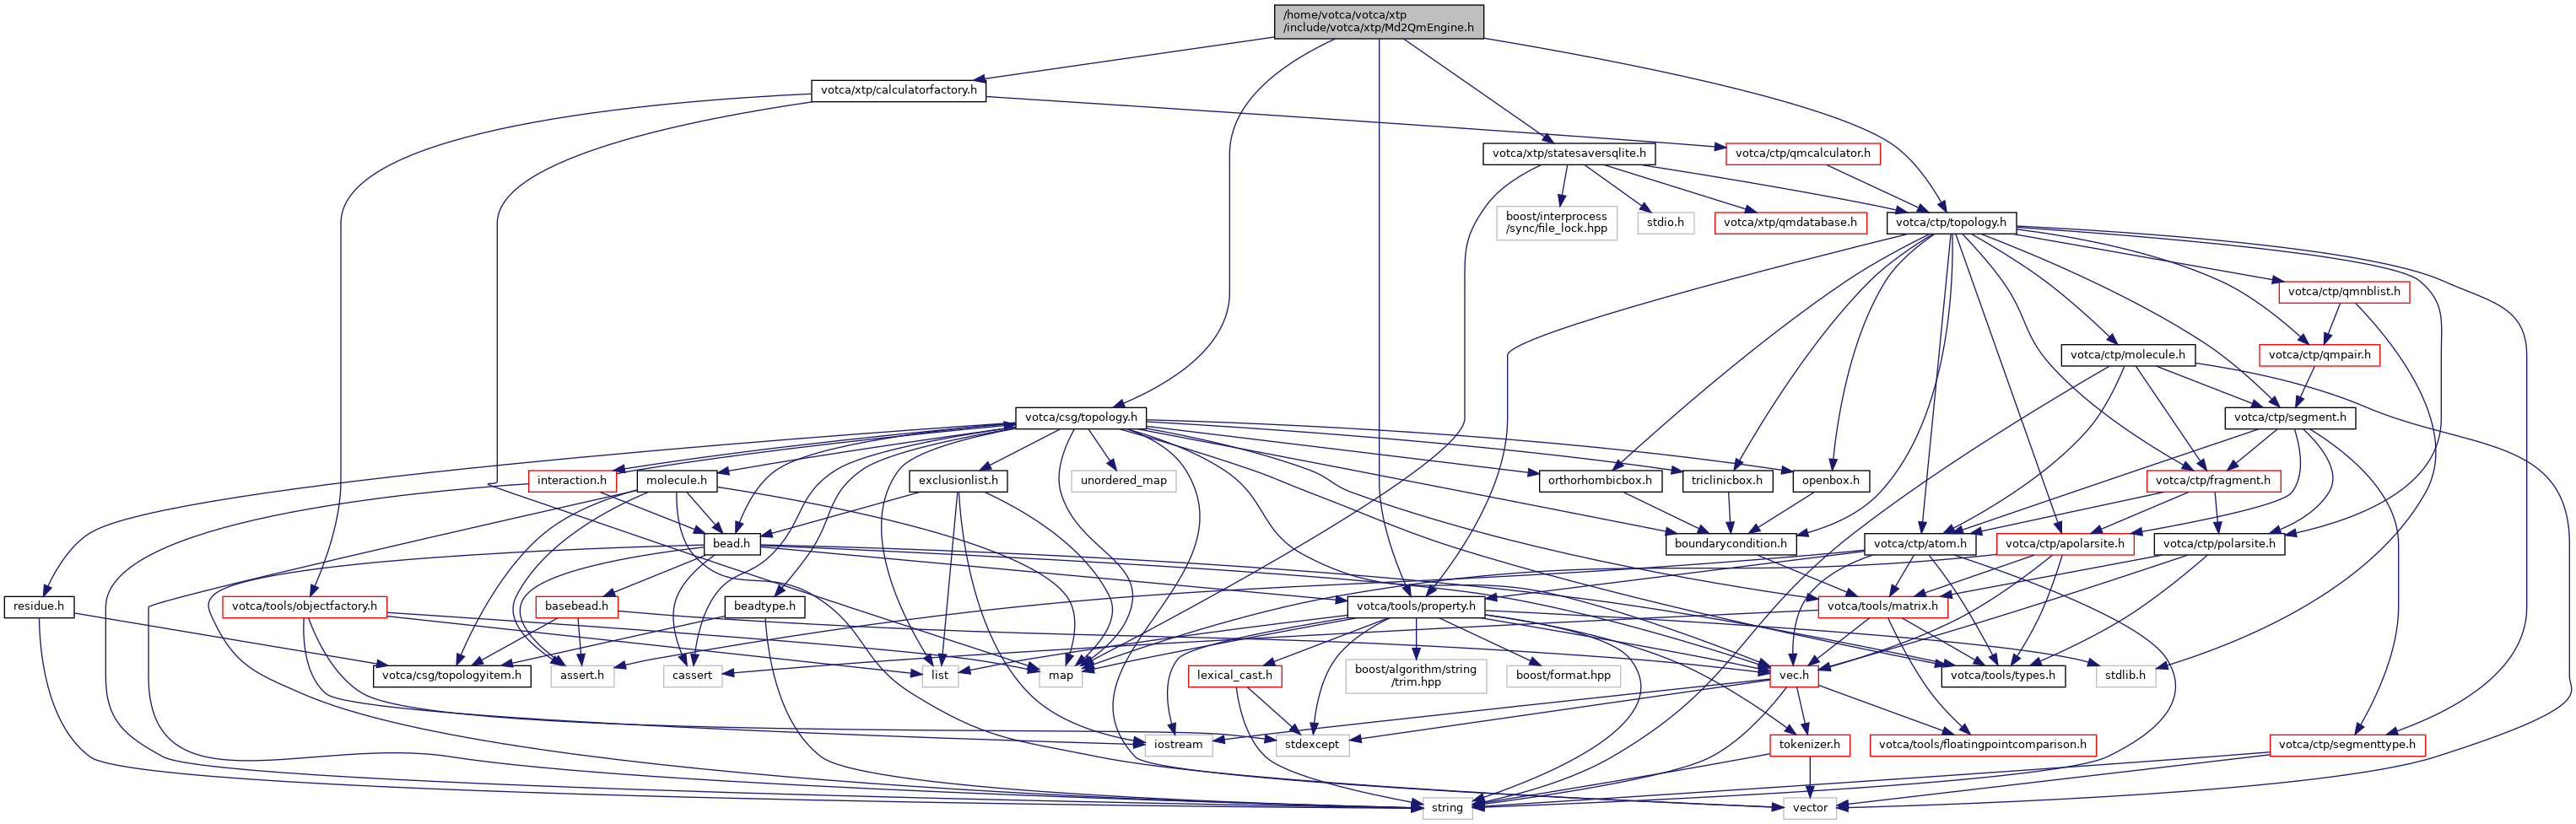 /home/votca/votca/xtp
/include/votca/xtp/Md2QmEngine.h
votca/xtp/calculatorfactory.h
votca/xtp/statesaversqlite.h
votca/ctp/qmcalculator.h
boost/interprocess
/sync/file_lock.hpp
stdio.h
votca/xtp/qmdatabase.h
votca/ctp/topology.h
votca/ctp/qmnblist.h
votca/ctp/molecule.h
votca/ctp/qmpair.h
votca/csg/topology.h
votca/ctp/segment.h
interaction.h
molecule.h
exclusionlist.h
unordered_map
orthorhombicbox.h
triclinicbox.h
openbox.h
votca/ctp/fragment.h
bead.h
boundarycondition.h
votca/ctp/atom.h
votca/ctp/apolarsite.h
votca/ctp/polarsite.h
residue.h
votca/tools/objectfactory.h
basebead.h
beadtype.h
votca/tools/property.h
votca/tools/matrix.h
votca/csg/topologyitem.h
assert.h
cassert
list
map
lexical_cast.h
boost/algorithm/string
/trim.hpp
boost/format.hpp
vec.h
votca/tools/types.h
stdlib.h
iostream
stdexcept
tokenizer.h
votca/tools/floatingpointcomparison.h
votca/ctp/segmenttype.h
string
vector